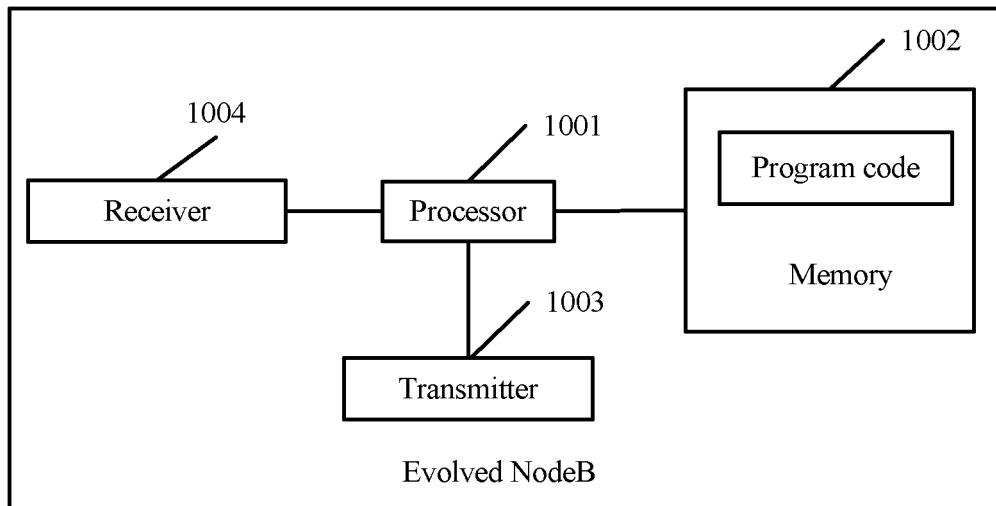 1002
1004
1001
Program code
Receiver
Processor
Memory
1003
Transmitter
Evolved NodeB